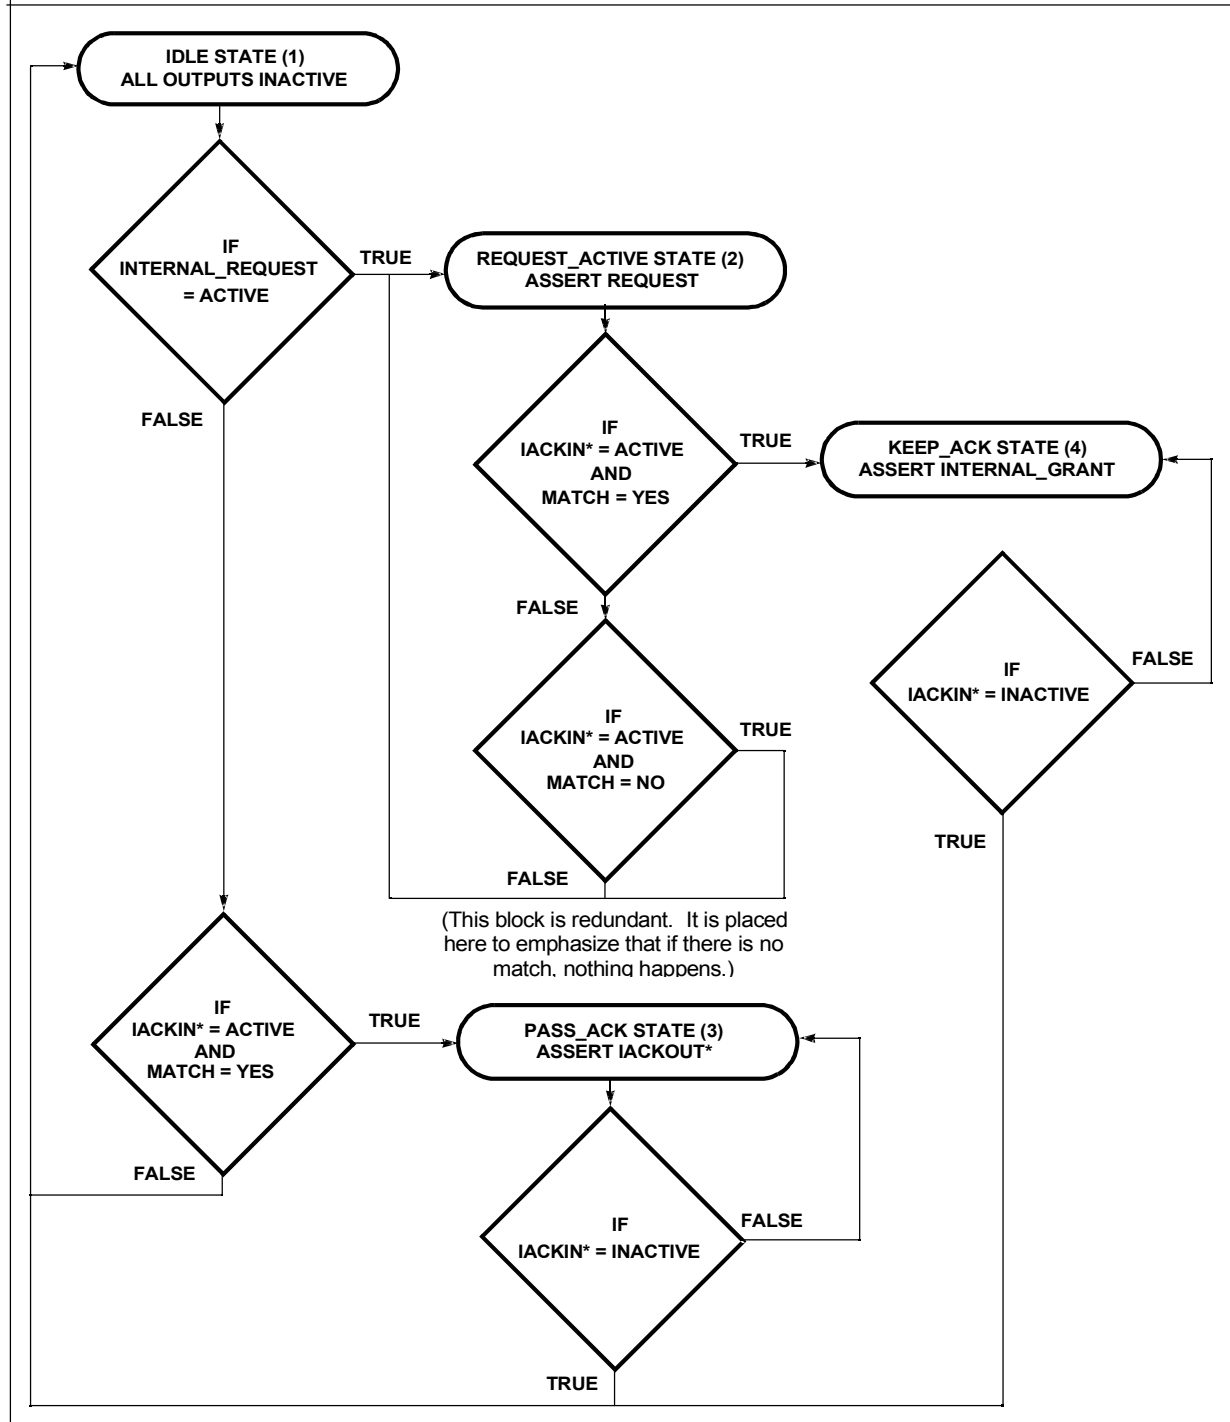 IDLE STATE (1)
ALL OUTPUTS INACTIVE
IF
INTERNAL_REQUEST
= ACTIVE
TRUE
REQUEST_ACTIVE STATE (2)
ASSERT REQUEST
FALSE
IF
IACKIN* = ACTIVE
AND
MATCH = YES
TRUE
KEEP_ACK STATE (4)
ASSERT INTERNAL_GRANT
FALSE
IF
IACKIN* = ACTIVE
AND
MATCH = NO
TRUE
FALSE
IF
IACKIN* = INACTIVE
FALSE
TRUE
(This block is redundant. It is placed
here to emphasize that if there is no
match, nothing happens.)
IF
IACKIN* = ACTIVE
AND
MATCH = YES
TRUE
PASS_ACK STATE (3)
ASSERT IACKOUT*
FALSE
IF
IACKIN* = INACTIVE
FALSE
TRUE